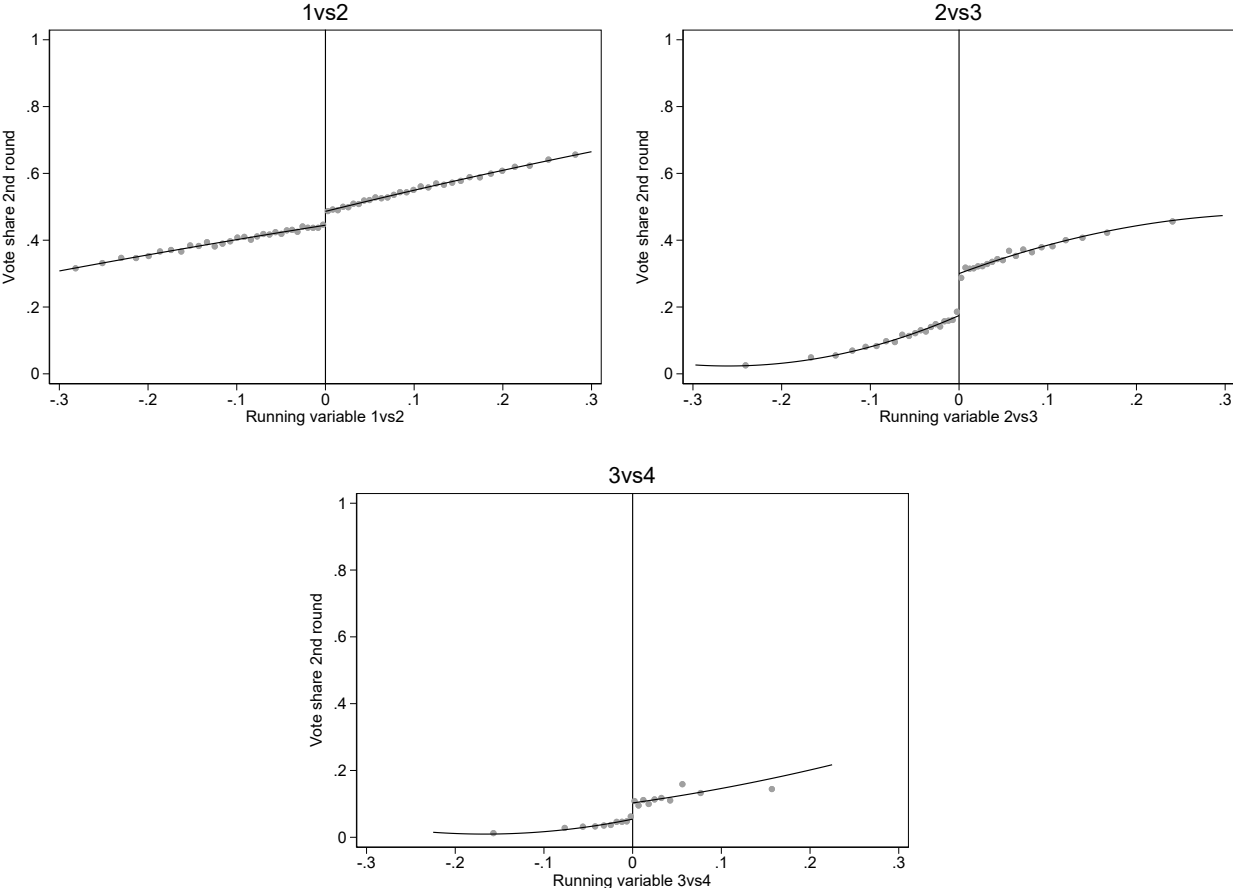 1vs2
1
.8
.6
.4
.2
0
Vote share 2nd round
-.3 -.2 -.1 0 .1 .2 .3
Running variable 1vs2
2vs3
1
.8
.6
.4
.2
0
Vote share 2nd round
-.3 -.2 -.1 0 .1 .2 .3
Running variable 2vs3
3vs4
1
.8
.6
.4
.2
0
Vote share 2nd round
-.3 -.2 -.1 0 .1 .2 .3
Running variable 3vs4